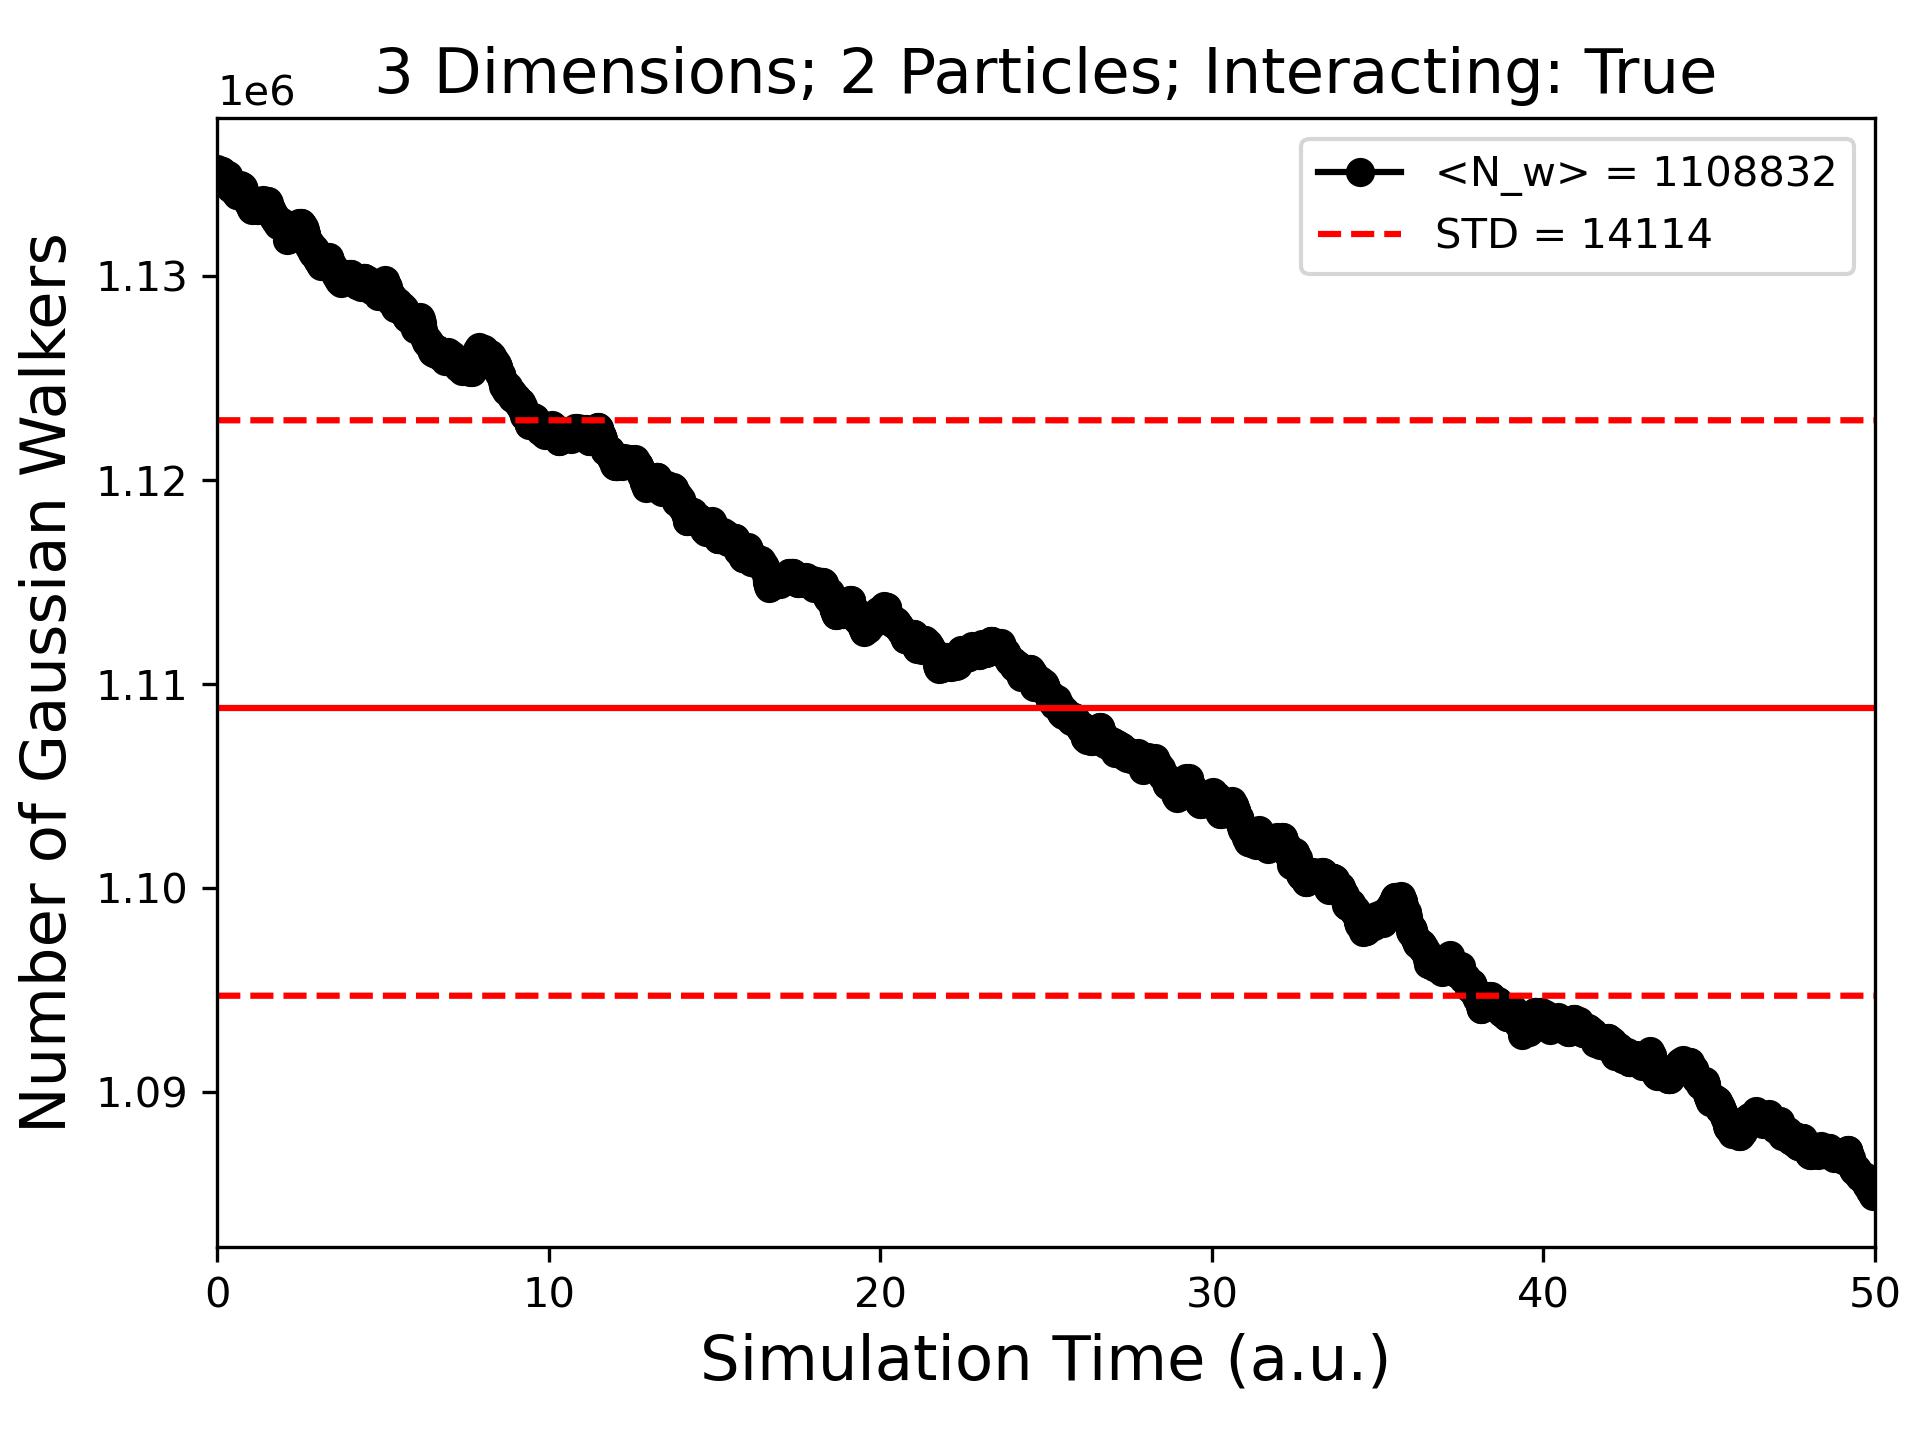 3 Dimensions; 2 Particles; Interacting: True
1e6
<N_w> = 1108832
STD = 14114
Number of Gaussian Walkers
1.13
1.12
1.11
1.10
1.09
0 10 20 30 40 50
Simulation Time (a.u.)